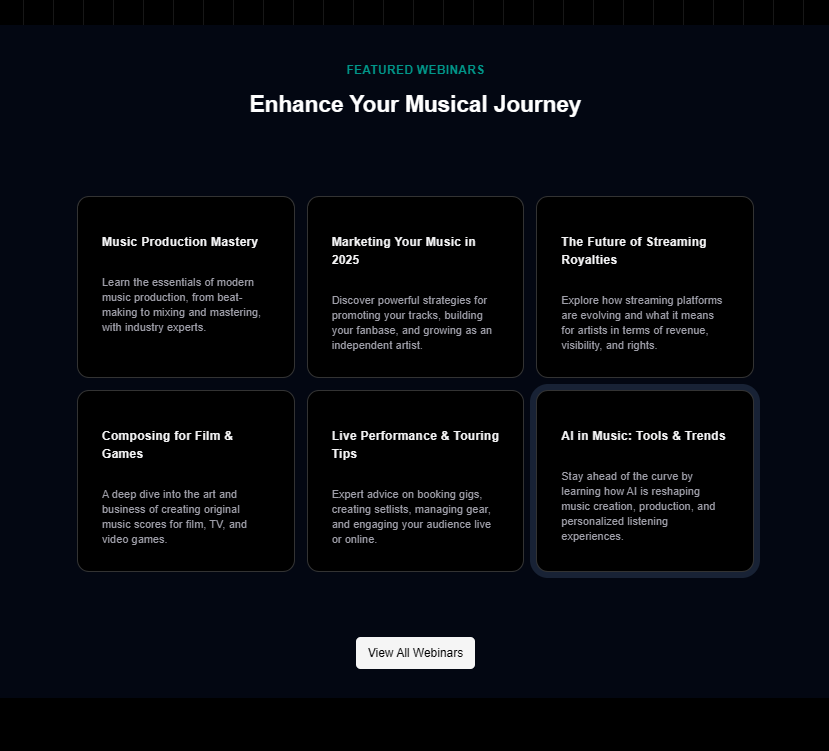 FEATURED WEBINARS
Enhance Your Musical Journey
Music Production Mastery
Learn the essentials of modern
music production, from beat-
making to mixing and mastering,
with industry experts.
Marketing Your Music in
2025
Discover powerful strategies for
promoting your tracks, building
your fanbase, and growing as an
independent artist.
The Future of Streaming
Royalties
Explore how streaming platforms
are evolving and what it means
for artists in terms of revenue,
visibility, and rights.
Composing for Film &
Games
A deep dive into the art and
business of creating original
music scores for film, TV, and
video games.
Live Performance & Touring
Tips
Expert advice on booking gigs,
creating setlists, managing gear,
and engaging your audience live
or online.
AI in Music: Tools & Trends
Stay ahead of the curve by
learning how AI is reshaping
music creation, production, and
personalized listening
experiences.
View All Webinars